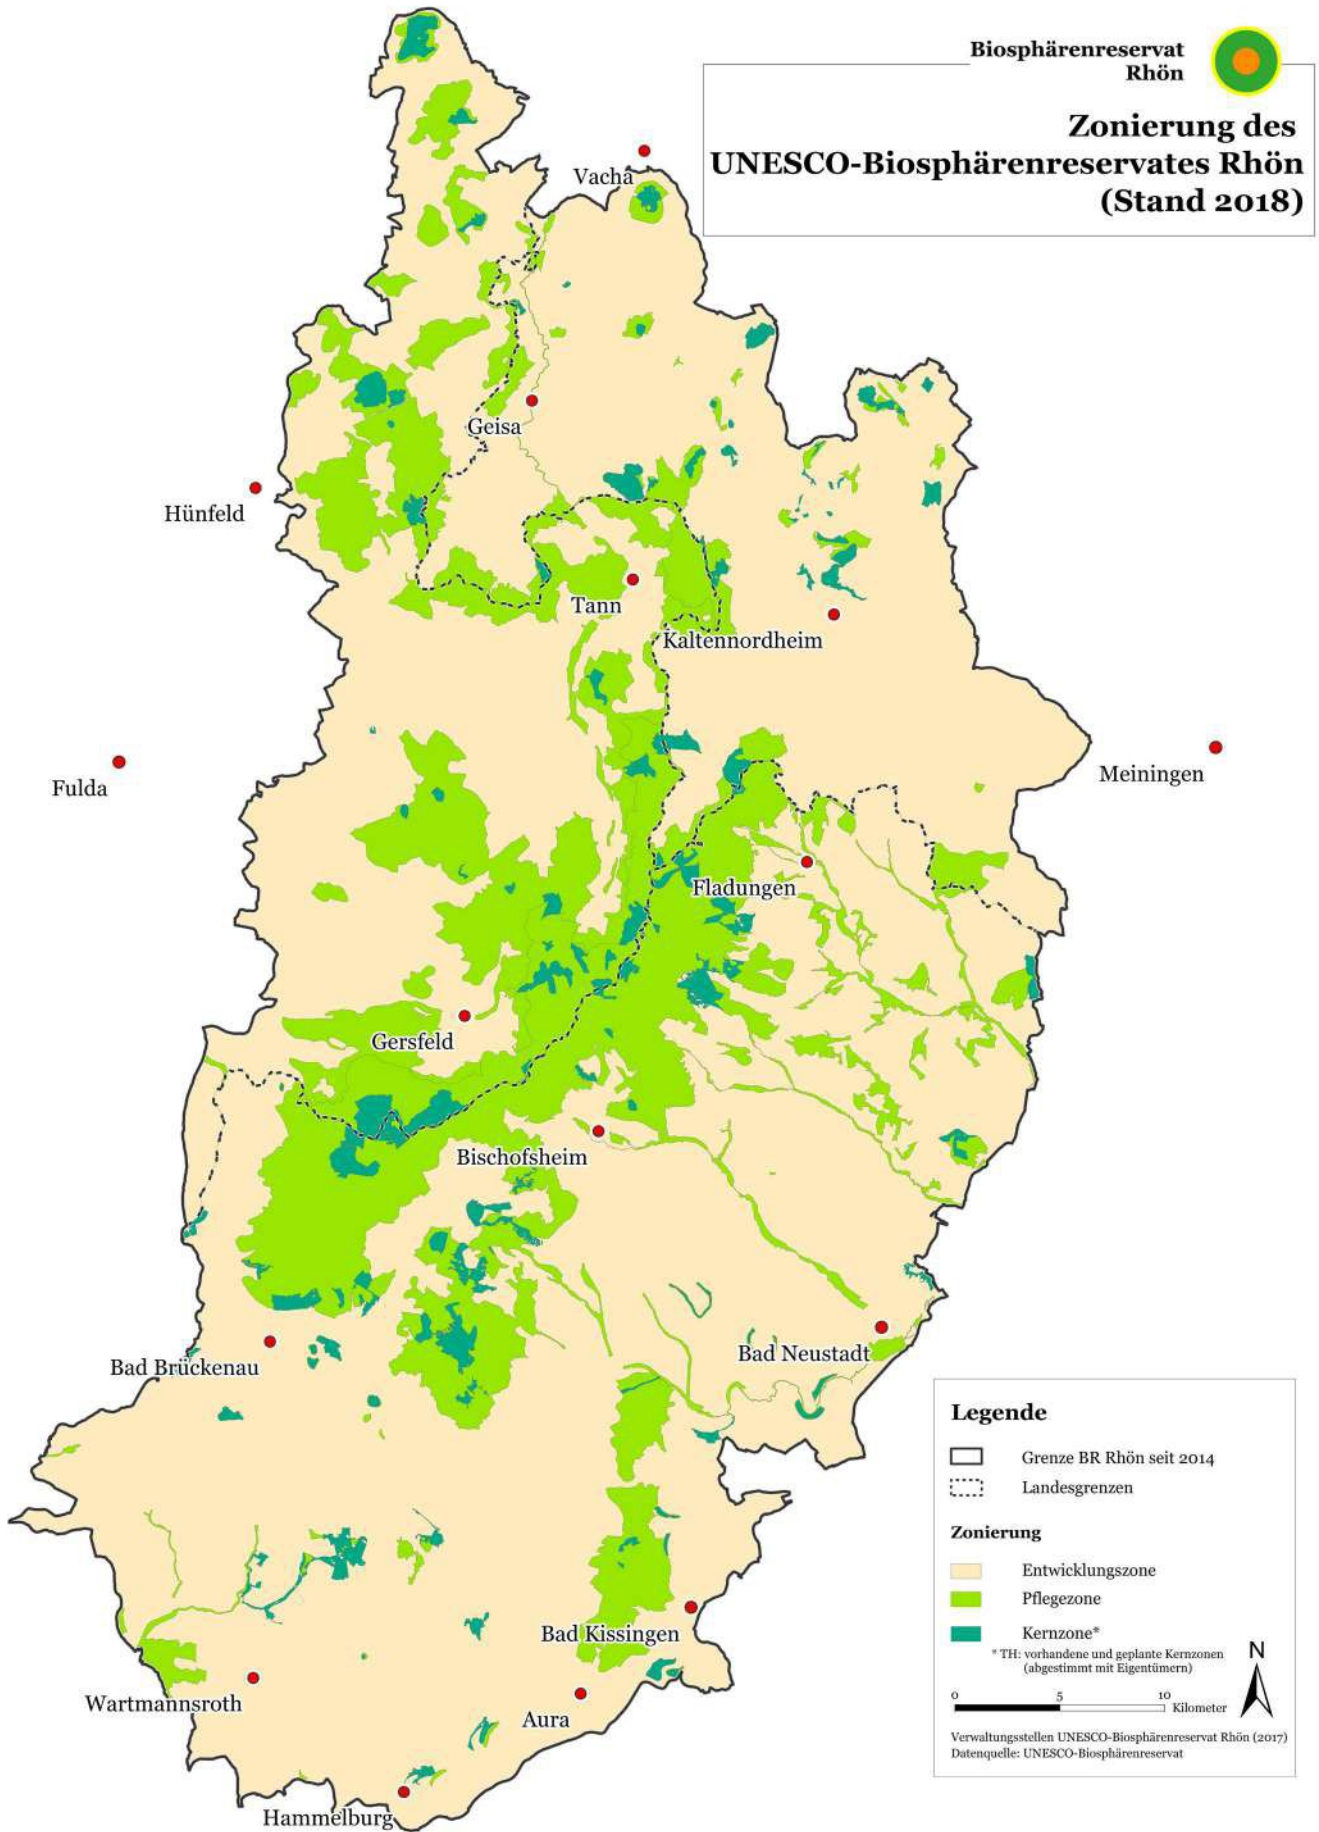 Biosphärenreservat
Rhön
Zonierung des
UNESCO-Biosphärenreservates Rhön
(Stand 2018)
Vacha
Geisa
Hünfeld
Tann
Kaltennordheim
Fulda
Meiningen
Fladungen
Gersfeld
Bischofsheim
Bad Brückenau
Bad Neustadt
Bad Kissingen
Wartmannsroth
Aura
Hammelburg
Legende
Grenze BR Rhön seit 2014
Landesgrenzen
Zonierung
Entwicklungszone
Pflegezone
Kernzone*
* TH: vorhandene und geplante Kernzonen
(abgestimmt mit Eigentümern)
N
0 5 10
Kilometer
Verwaltungsstellen UNESCO-Biosphärenreservat Rhön (2017)
Datenquelle: UNESCO-Biosphärenreservat